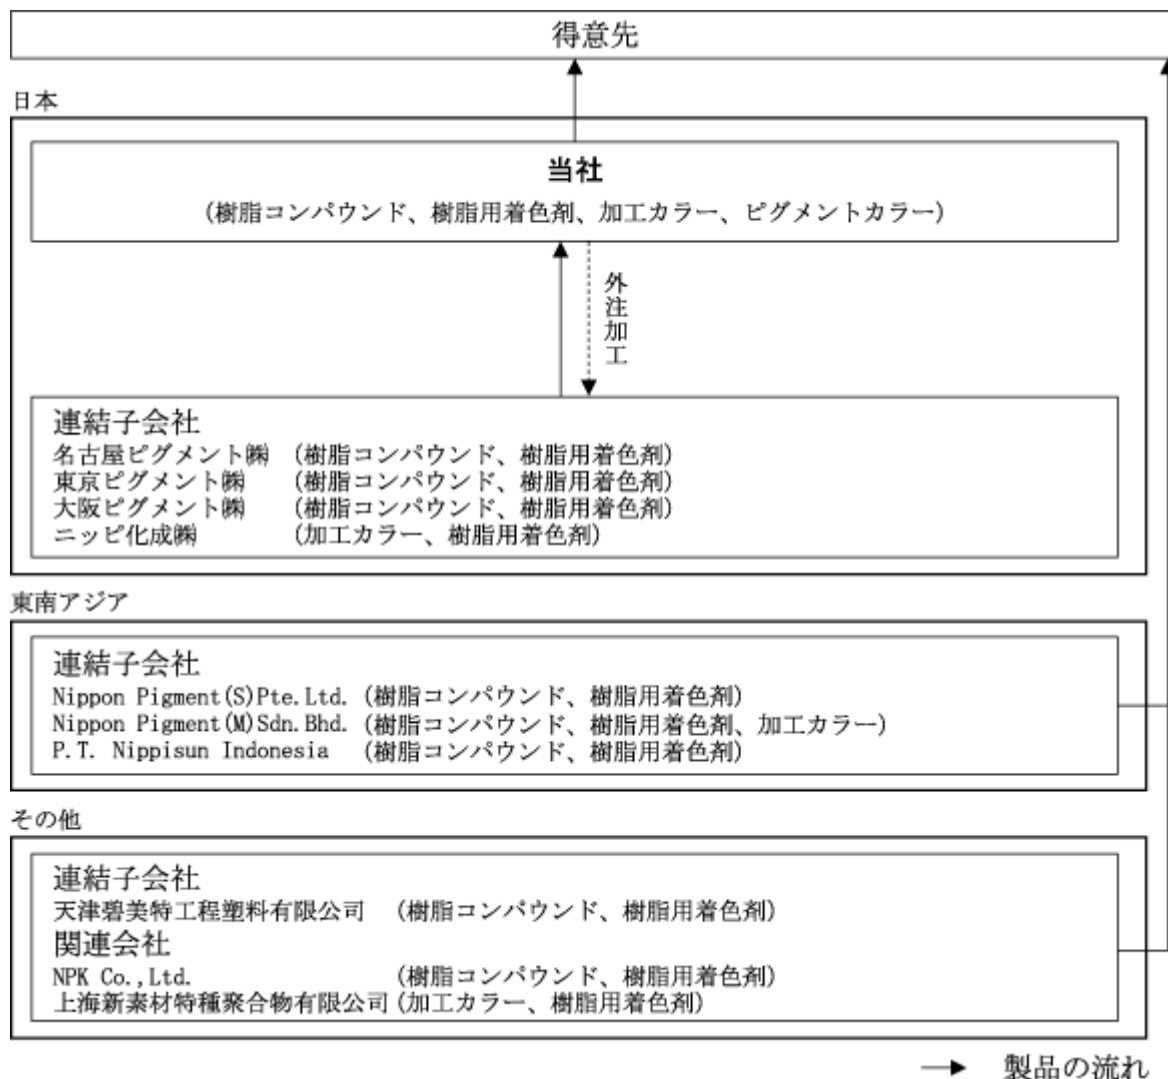 得意先
日本
当社
(樹脂コンパウンド、樹脂用着色剤、加工カラー、ピグメントカラー)
外注加工
連結子会社
名古屋ピグメント㈱ (樹脂コンパウンド、樹脂用着色剤)
東京ピグメント㈱ (樹脂コンパウンド、樹脂用着色剤)
大阪ピグメント㈱ (樹脂コンパウンド、樹脂用着色剤)
ニッピ化成㈱ (加工カラー、樹脂用着色剤)
東南アジア
連結子会社
Nippon Pigment(S)Pte.Ltd. (樹脂コンパウンド、樹脂用着色剤)
Nippon Pigment(M)Sdn.Bhd. (樹脂コンパウンド、樹脂用着色剤、加工カラー)
P.T. Nippisun Indonesia (樹脂コンパウンド、樹脂用着色剤)
その他
連結子会社
天津碧美特工程塑料有限公司 (樹脂コンパウンド、樹脂用着色剤)
関連会社
NPK Co.,Ltd. (樹脂コンパウンド、樹脂用着色剤)
上海新素材特種聚合物有限公司(加工カラー、樹脂用着色剤)
製品の流れ